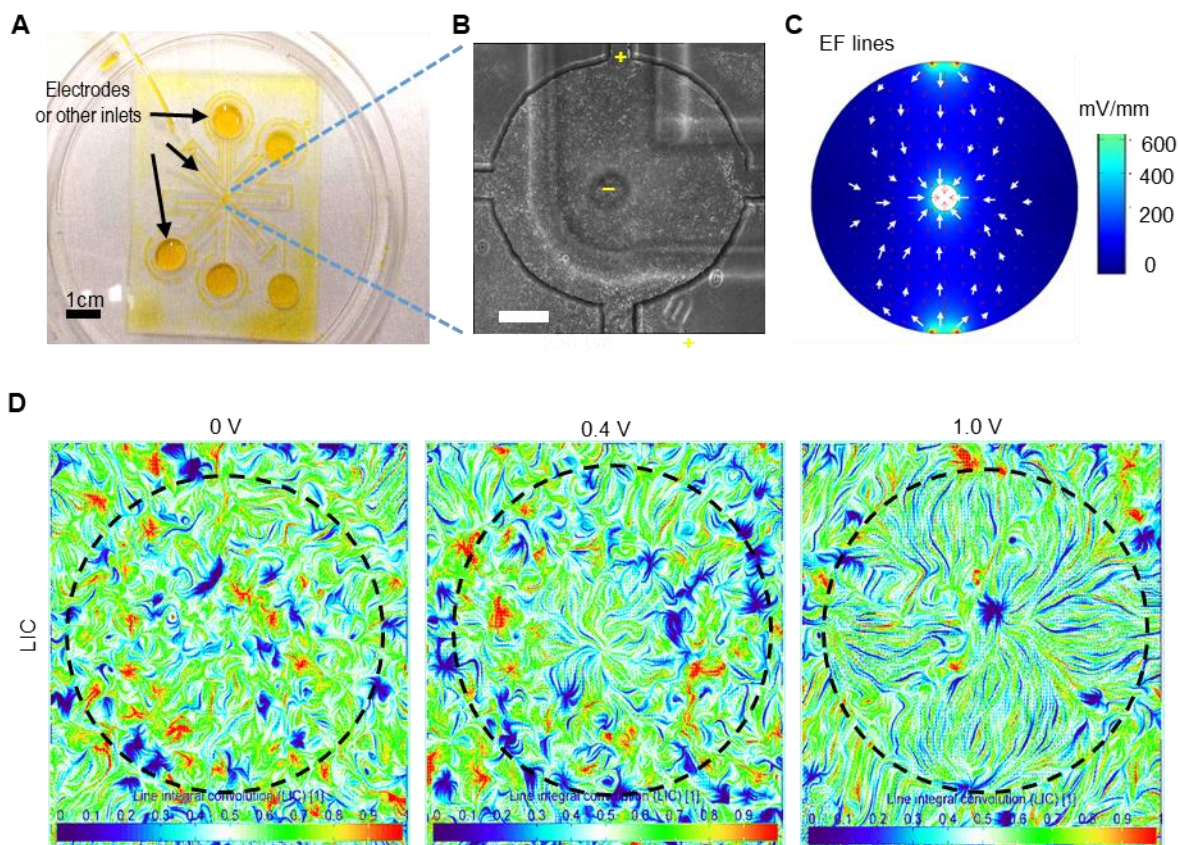 A
B
C
Electrodes
or other inlets
1cm
+
−
+
EF lines
mV/mm
600
400
200
0
D
0 V
0.4 V
1.0 V
LIC
Line integral convolution (LIC) [1]
0 0.1 0.2 0.3 0.4 0.5 0.6 0.7 0.8 0.9 1
Line integral convolution (LIC) [1]
0 0.1 0.2 0.3 0.4 0.5 0.6 0.7 0.8 0.9 1
Line integral convolution (LIC) [1]
0 0.1 0.2 0.3 0.4 0.5 0.6 0.7 0.8 0.9 1